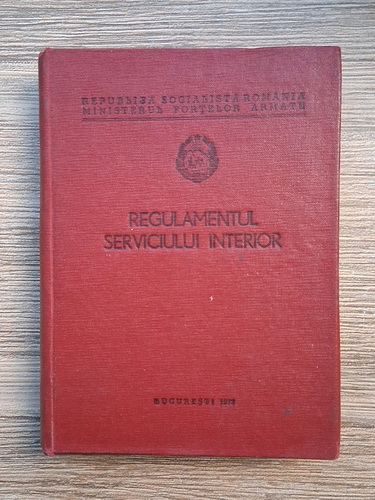 REPUBLICA SOCIALISTĂ ROMÂNIA
MINISTERUL FORȚELOR ARMATE
REGULAMENTUL
SERVICIULUI INTERIOR
BUCUREȘTI